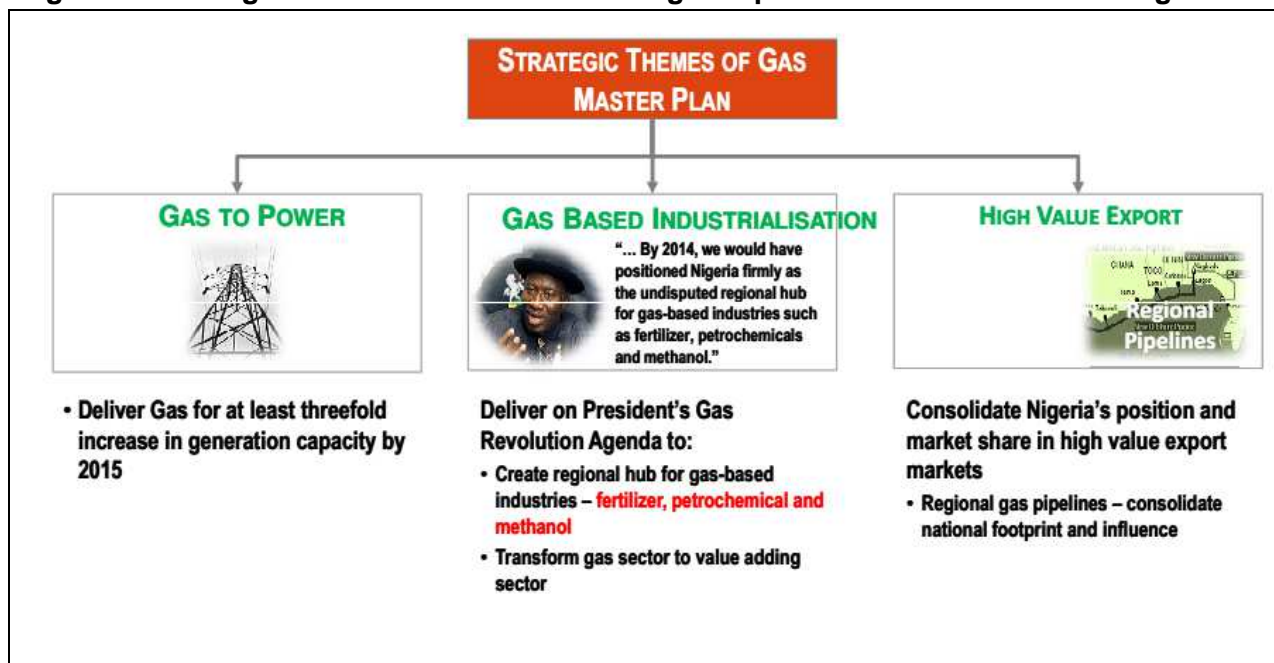 STRATEGIC THEMES OF GAS
MASTER PLAN
GAS TO POWER
• Deliver Gas for at least threefold
increase in generation capacity by
2015
GAS BASED INDUSTRIALISATION
“... By 2014, we would have
positioned Nigeria firmly as
the undisputed regional hub
for gas-based industries such
as fertilizer, petrochemicals
and methanol.”
Deliver on President’s Gas
Revolution Agenda to:
• Create regional hub for gas-based
industries – fertilizer, petrochemical and
methanol
• Transform gas sector to value adding
sector
HIGH VALUE EXPORT
GHANA
TOGO
Regional
Pipelines
Consolidate Nigeria’s position and
market share in high value export
markets
• Regional gas pipelines – consolidate
national footprint and influence